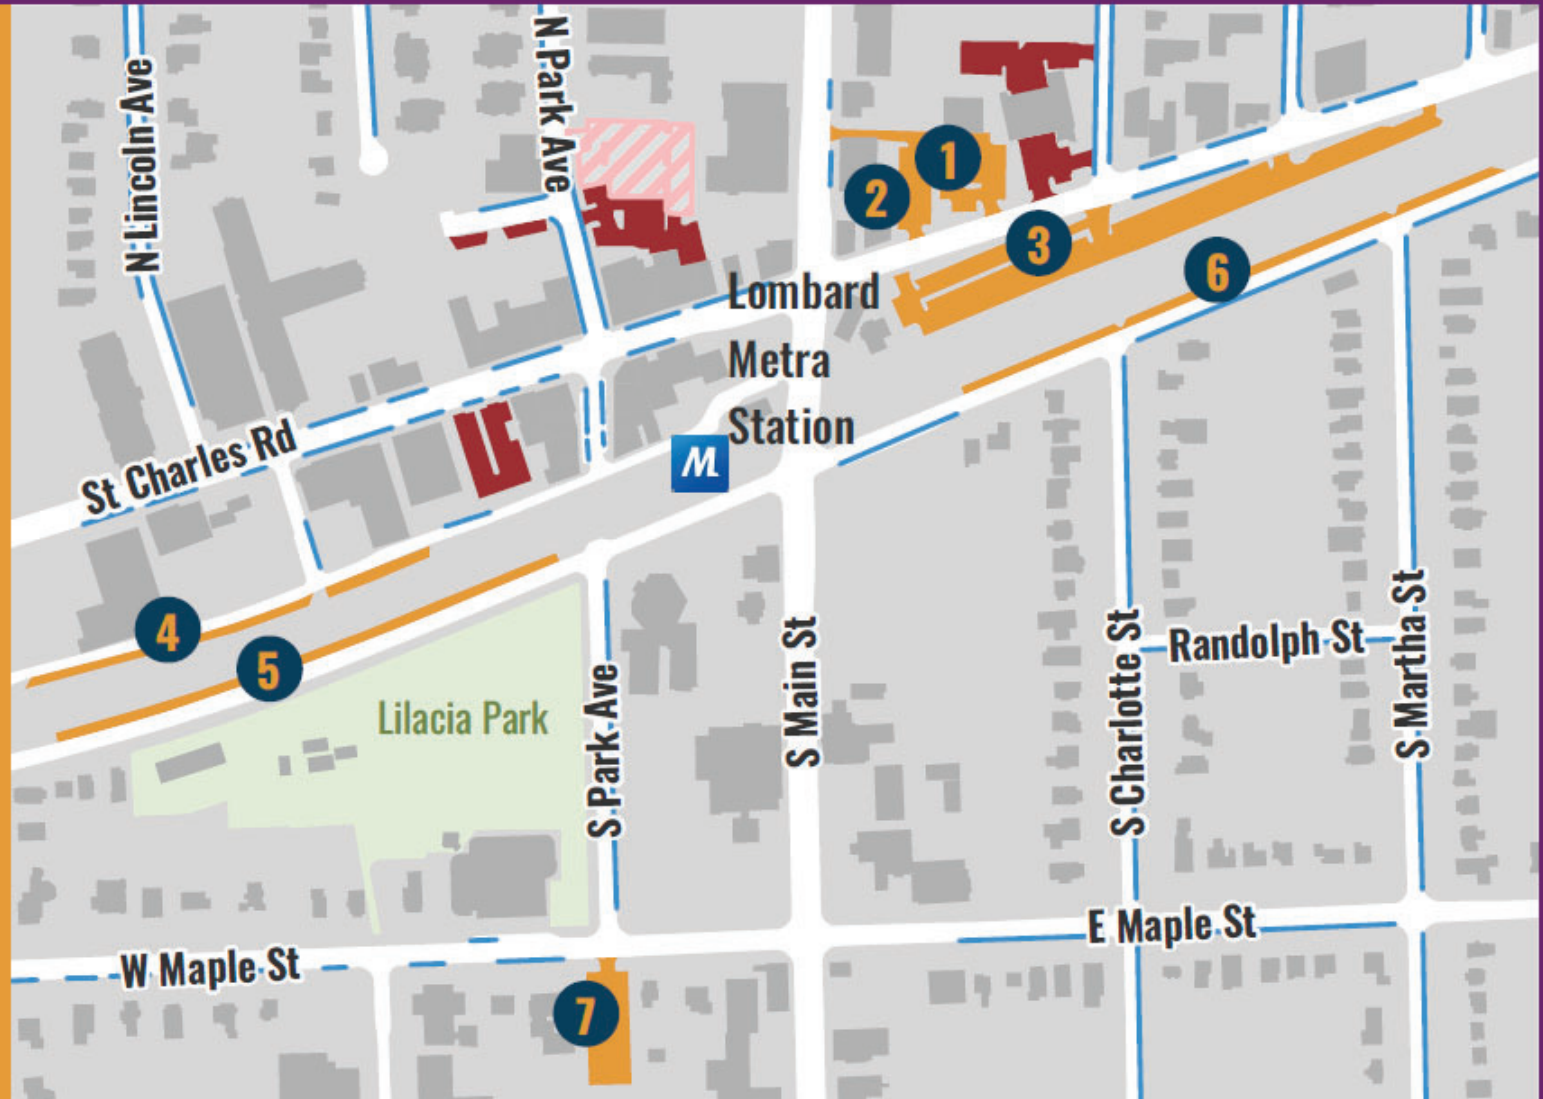 N Lincoln Ave
N Park Ave
1
2
3
6
Lombard
Metra
Station
M
St Charles Rd
4
5
Lilacia Park
S Park Ave
S Main St
S Charlotte St
Randolph St
S Martha St
W Maple St
E Maple St
7